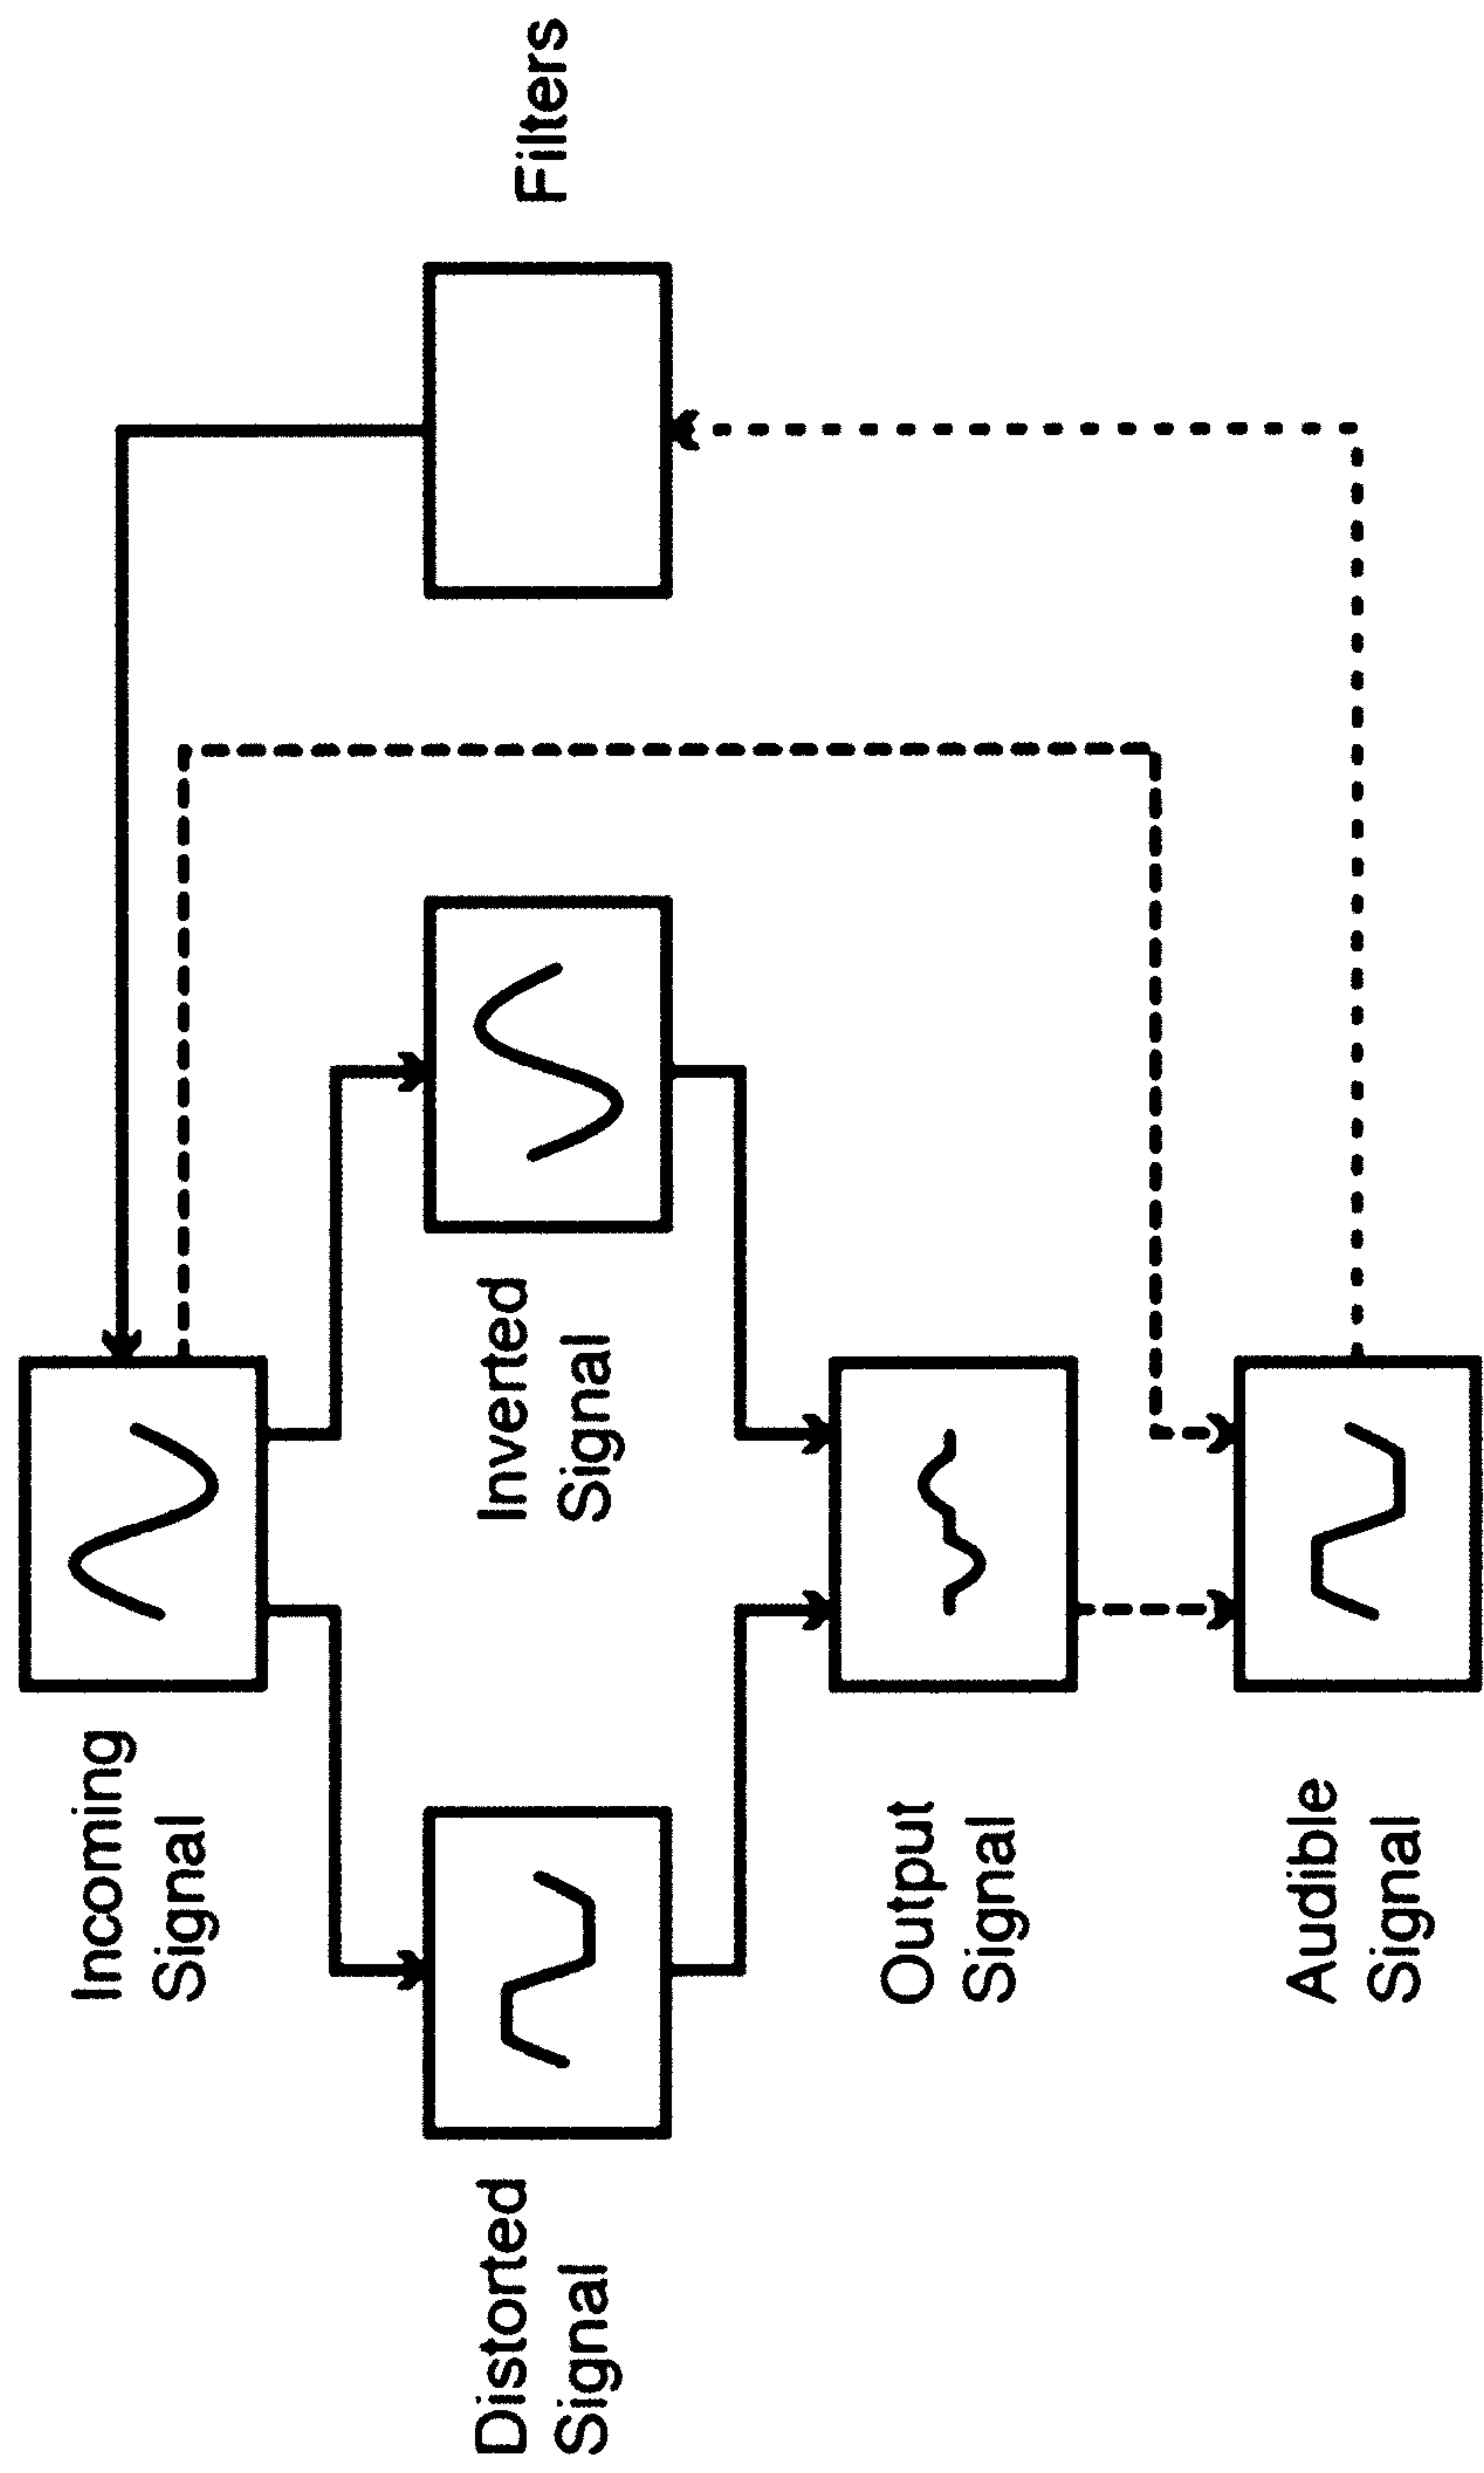 Incoming
Signal
Distorted
Signal
Inverted
Signal
Filters
Output
Signal
Audible
Signal